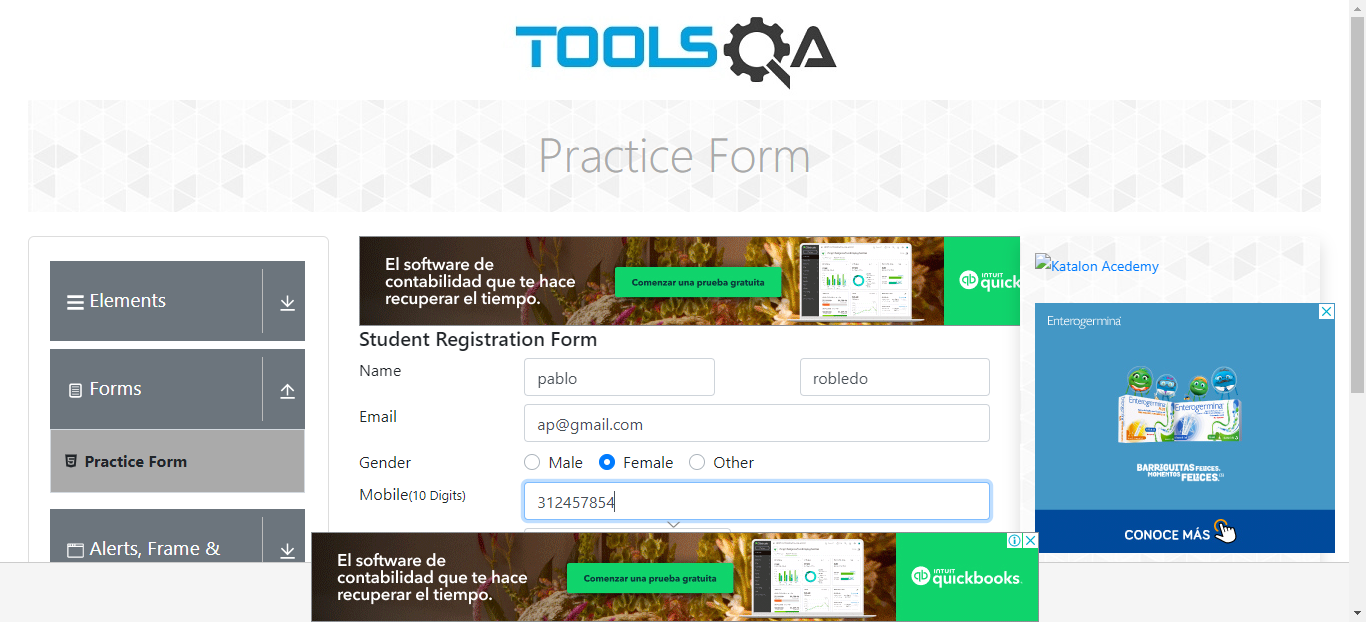 TOOLSQA
Practice Form
Elements
Forms
Practice Form
Alerts, Frame &
El software de
contabilidad que te hace
recuperar el tiempo.
Comenzar una prueba gratuita
qb INTUIT
quick
Student Registration Form
Name
pablo
robledo
Email
ap@gmail.com
Gender
Male Female Other
Mobile(10 Digits)
312457854
Katalon Acedemy
Enterogermina
Enterogermina
Enterogermina
BARRIGUITAS FELICES.
MOMENTOS FELICES.
CONOCE MÁS
El software de
contabilidad que te hace
recuperar el tiempo.
Comenzar una prueba gratuita
qb INTUIT
quickbooks.